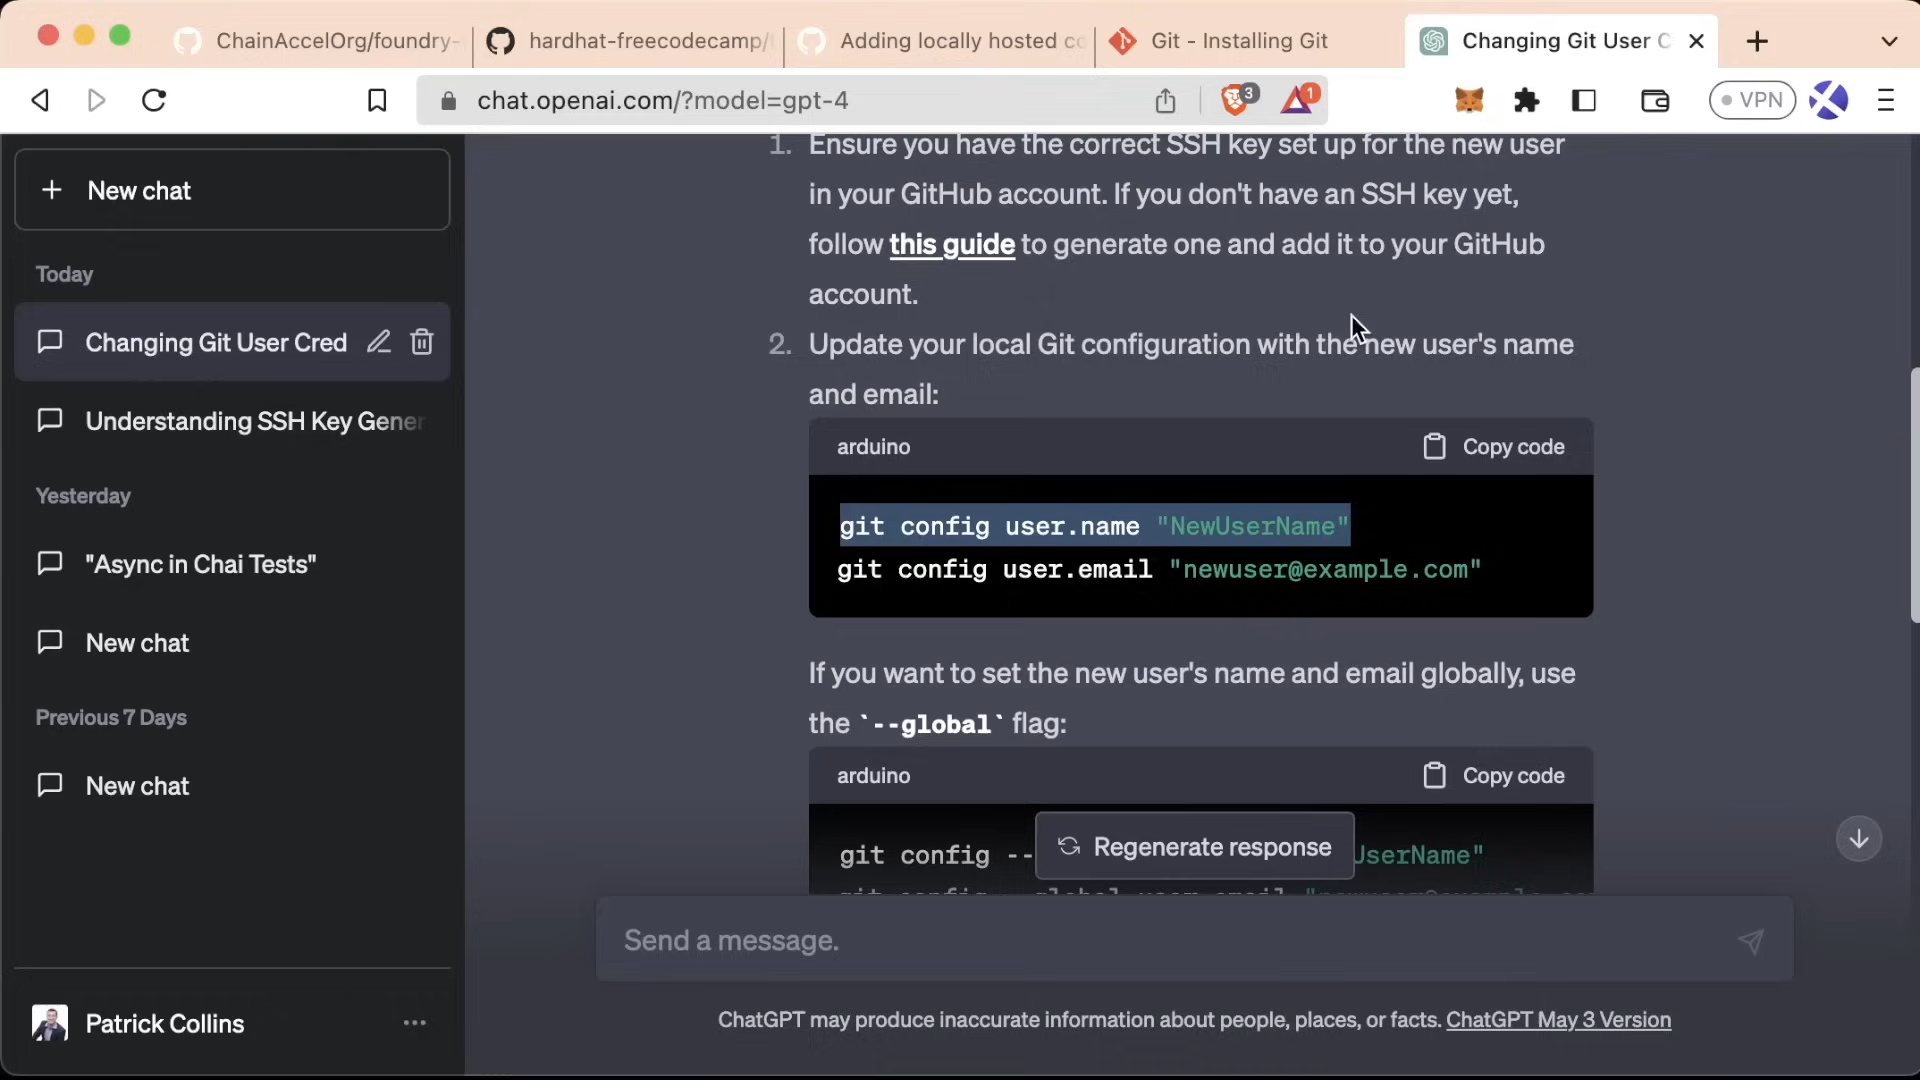 ChainAccelOrg/foundry-
hardhat-freecodecamp/
Adding locally hosted co
Git - Installing Git
Changing Git User C
chat.openai.com/?model=gpt-4
3
1
VPN
New chat
Today
Changing Git User Cred
Understanding SSH Key Gener
Yesterday
"Async in Chai Tests"
New chat
Previous 7 Days
New chat
Patrick Collins
1. Ensure you have the correct SSH key set up for the new user
in your GitHub account. If you don't have an SSH key yet,
follow this guide to generate one and add it to your GitHub
account.
2. Update your local Git configuration with the new user's name
and email:
arduino
Copy code
git config user.name "NewUserName"
git config user.email "newuser@example.com"
If you want to set the new user's name and email globally, use
the `--global` flag:
arduino
Copy code
git config -- UserName"
Regenerate response
Send a message.
ChatGPT may produce inaccurate information about people, places, or facts. ChatGPT May 3 Version